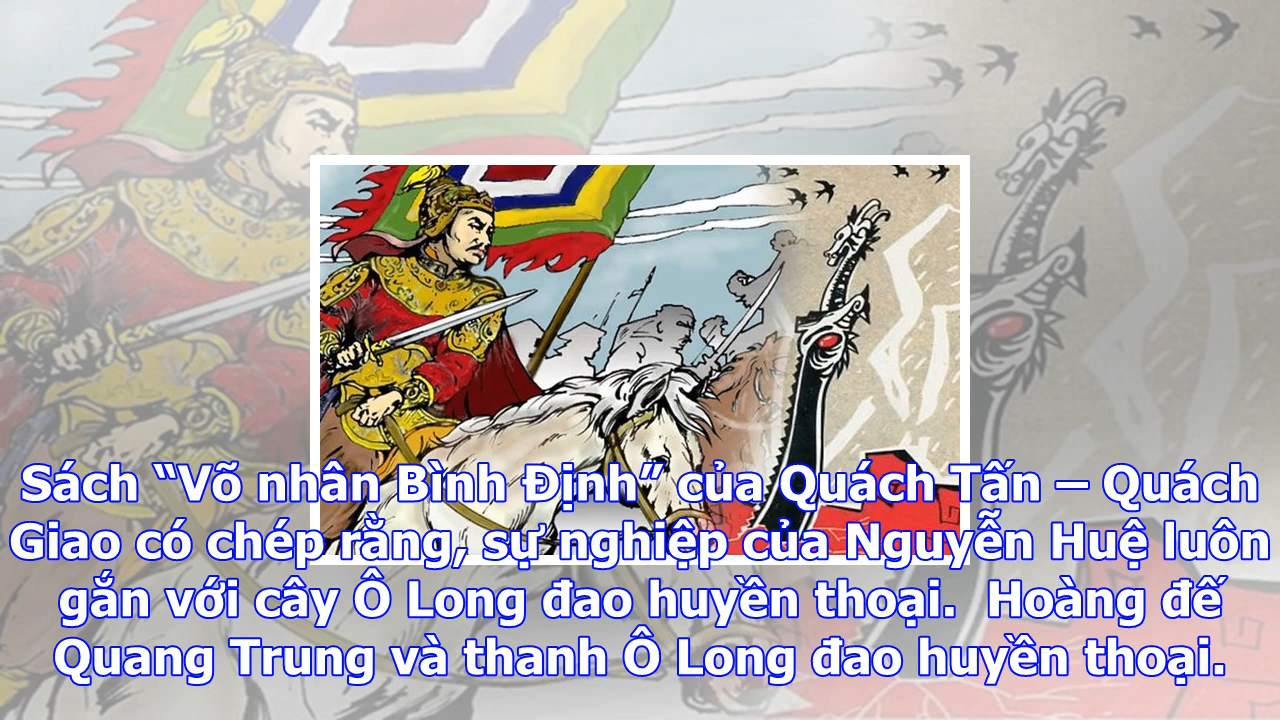 Sách “Võ nhân Bình Định” của Quách Tấn – Quách
Giao có chép rằng, sự nghiệp của Nguyễn Huệ luôn
gắn với cây Ô Long đao huyền thoại.  Hoàng đế
Quang Trung và thanh Ô Long đao huyền thoại.